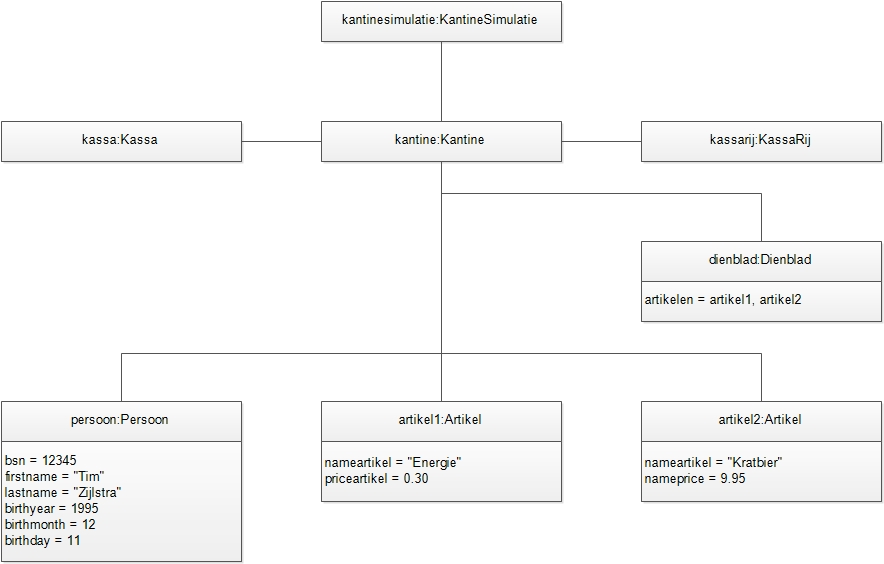 kantinesimulatie:KantineSimulatie
kassa:Kassa
kantine:Kantine
kassarij:KassaRij
dienblad:Dienblad
artikelen = artikel1, artikel2
persoon:Persoon
bsn = 12345
firstname = "Tim"
lastname = "Zijlstra"
birthyear = 1995
birthmonth = 12
birthday = 11
artikel1:Artikel
nameartikel = "Energie"
priceartikel = 0.30
artikel2:Artikel
nameartikel = "Kratbier"
nameprice = 9.95